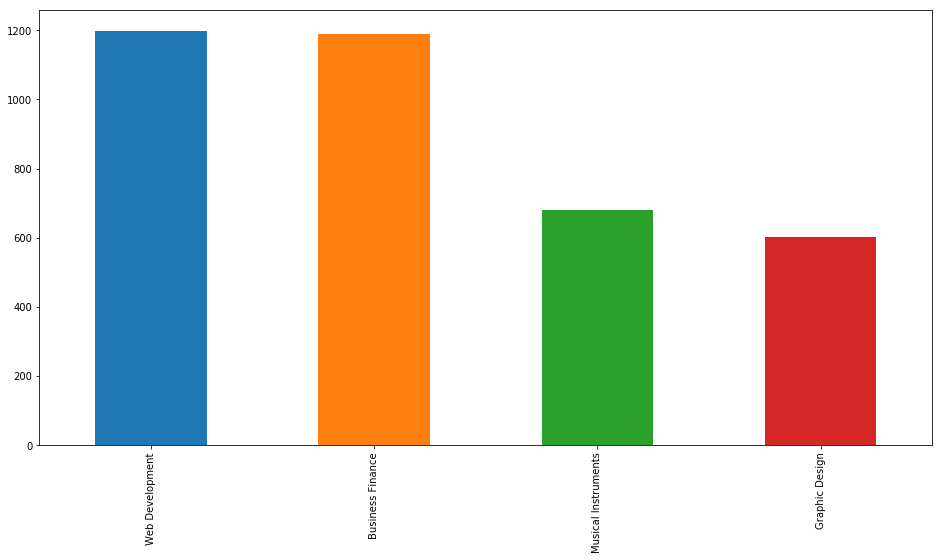 1200
1000
800
600
400
200
0
Web Development
Business Finance
Musical Instruments
Graphic Design